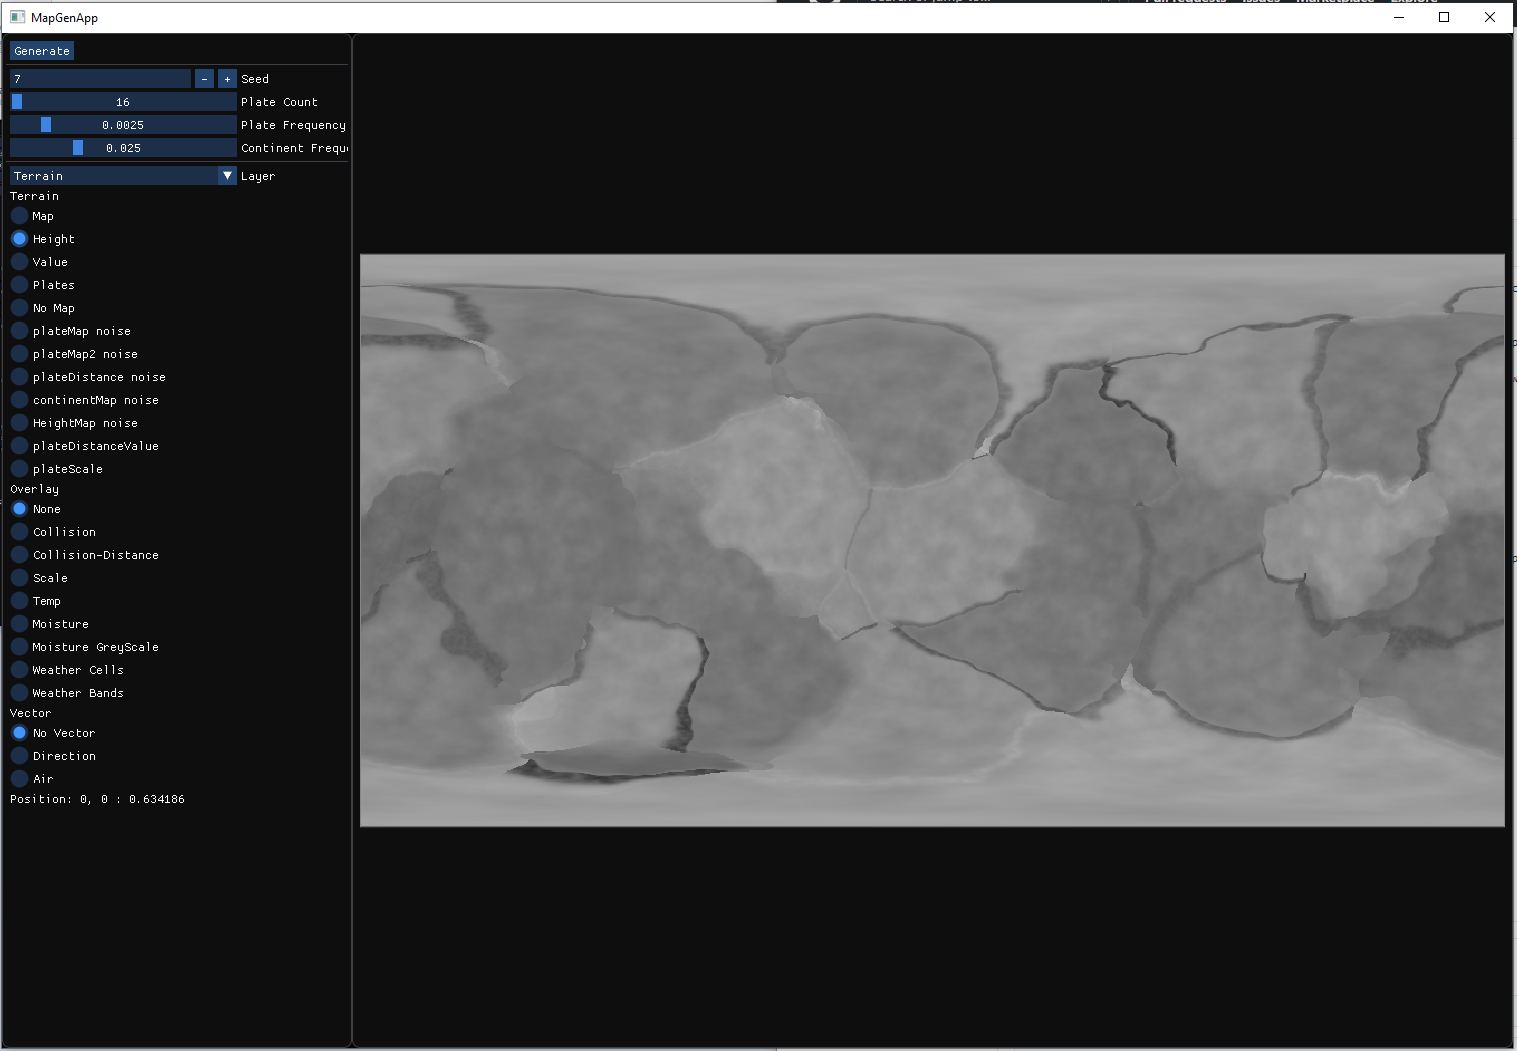 MapGenApp
Generate
7 - + Seed
16 Plate Count
0.0025 Plate Frequency
0.025 Continent Frequ
Terrain Layer
Terrain
Map
Height
Value
Plates
No Map
plateMap noise
plateMap2 noise
plateDistance noise
continentMap noise
HeightMap noise
plateDistanceValue
plateScale
Overlay
None
Collision
Collision-Distance
Scale
Temp
Moisture
Moisture GreyScale
Weather Cells
Weather Bands
Vector
No Vector
Direction
Air
Position: 0, 0 : 0.634186